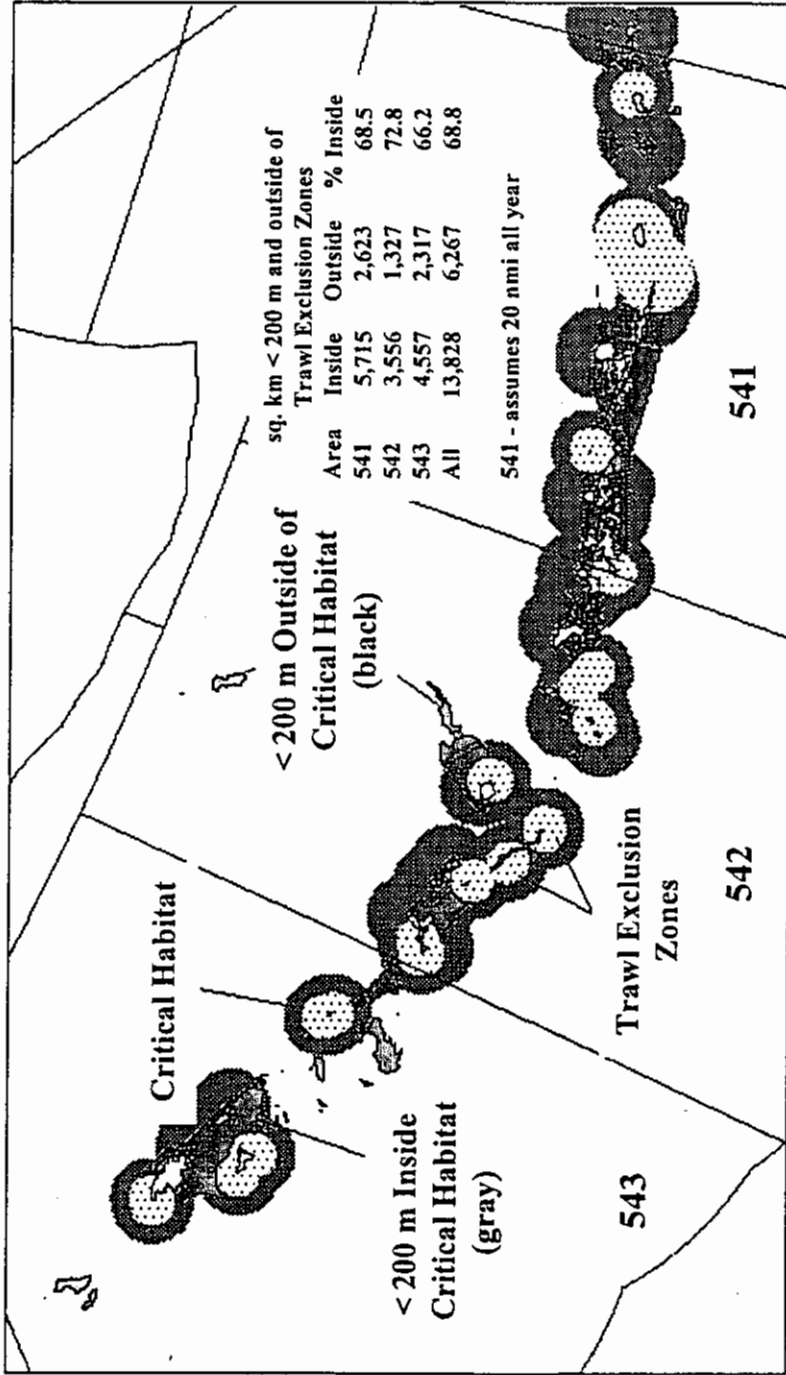 Critical Habitat
< 200 m Outside of
Critical Habitat
(black)
sq. km < 200 m and outside of
Trawl Exclusion Zones
Area Inside Outside % Inside
541 5,715 2,623 68.5
542 3,556 1,327 72.8
543 4,557 2,317 66.2
All 13,828 6,267 68.8
541 - assumes 20 nmi all year
< 200 m Inside
Critical Habitat
(gray)
Trawl Exclusion
Zones
543
542
541